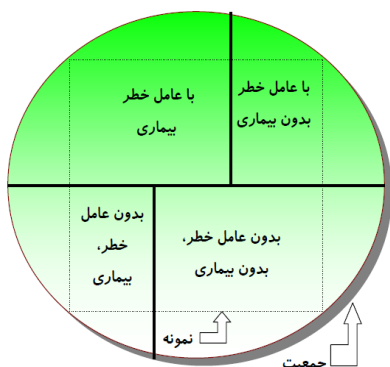 با عامل خطر
بدون بیماری
با عامل خطر
بیماری
بدون عامل خطر،
بدون بیماری
بدون عامل
خطر،
بیماری
نمونه
جمعیت